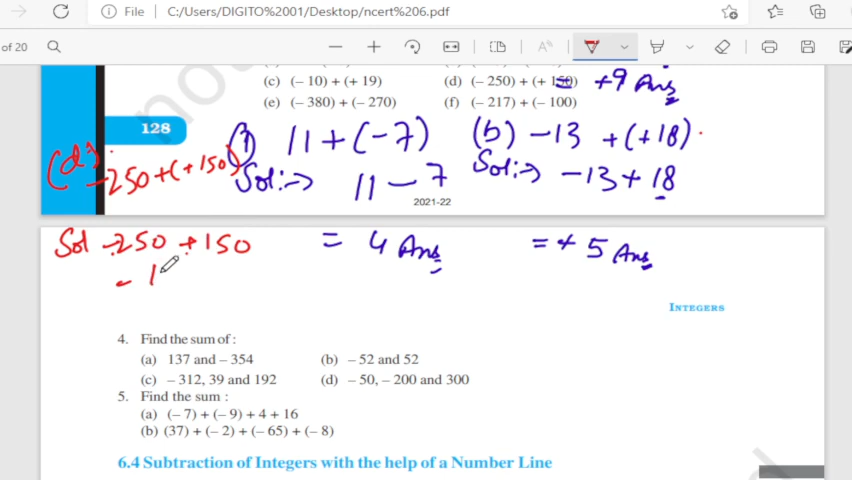 File | C:/Users/DIGITO%2001/Desktop/ncert%206.pdf
of 20
(c) (– 10) + (+ 19) (d) (– 250) + (+ 150) = +9 Ans
(e) (– 380) + (– 270) (f) (– 217) + (– 100)
128
11 + (-7) (b) -13 + (+18)
(d) -250 + (+150) Sol:-> 11 - 7 Sol:-> -13 + 18
2021-22
Sol -250 + 150 = 4 Ans = + 5 Ans
- 1
INTEGERS
4. Find the sum of :
(a) 137 and – 354 (b) – 52 and 52
(c) – 312, 39 and 192 (d) – 50, – 200 and 300
5. Find the sum :
(a) (– 7) + (– 9) + 4 + 16
(b) (37) + (– 2) + (– 65) + (– 8)
6.4 Subtraction of Integers with the help of a Number Line